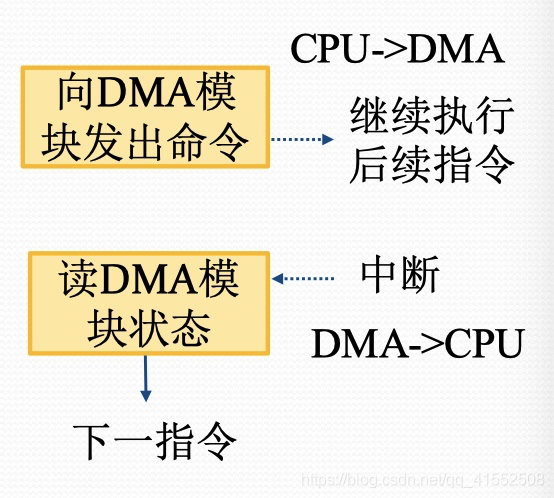 CPU->DMA
向DMA模
块发出命令
继续执行
后续指令
读DMA模
块状态
中断
DMA->CPU
下一指令
https://blog.csdn.net/qq_41552508